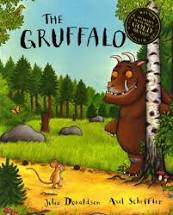 THE
GRUFFALO
Julia Donaldson Axel Scheffler